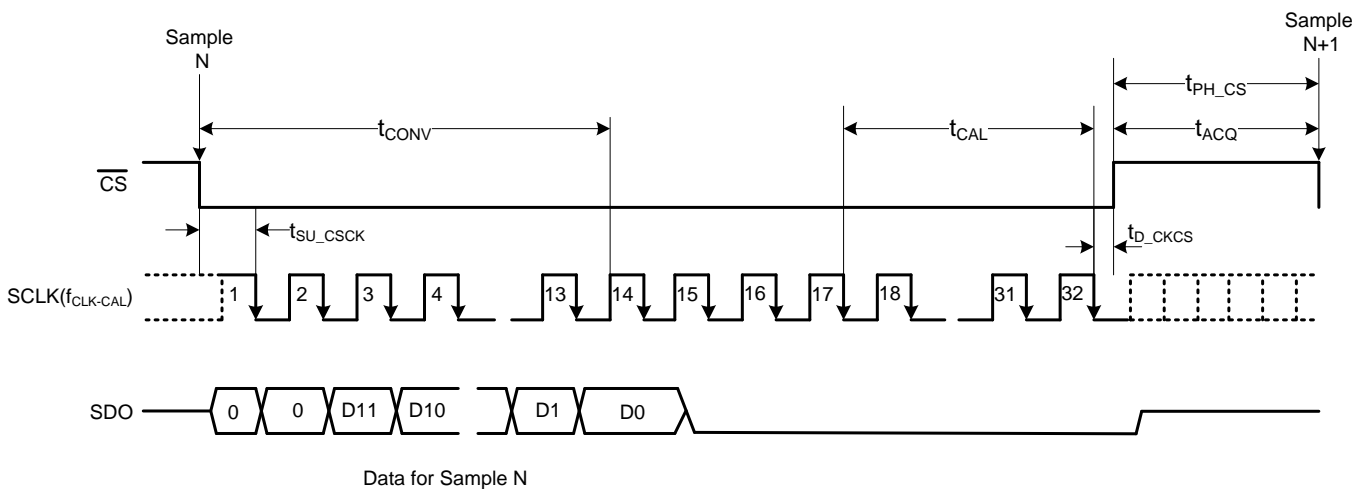 Sample
N
Sample
N+1
tPH_CS
tCONV
tCAL
tACQ
CS
tSU_CSCK
tD_CKCS
SCLK(fCLK-CAL)
1 2 3 4 13 14 15 16 17 18 31 32
SDO
0 0 D11 D10 D1 D0
Data for Sample N